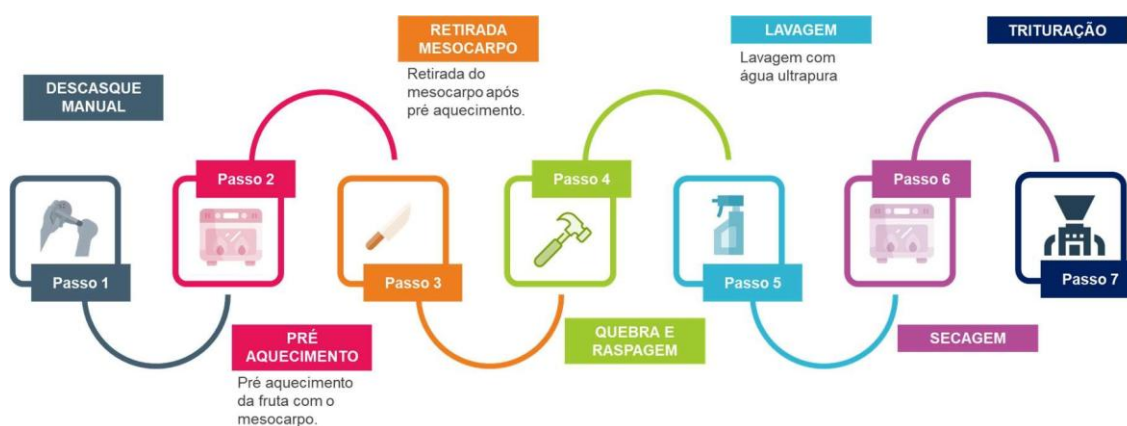 DESCASQUE
MANUAL
Passo 1
Passo 2
PRÉ
AQUECIMENTO
Pré aquecimento
da fruta com o
mesocarpo.
RETIRADA
MESOCARPO
Retirada do
mesocarpo após
pré aquecimento.
Passo 3
Passo 4
QUEBRA E
RASPAGEM
LAVAGEM
Lavagem com
água ultrapura
Passo 5
Passo 6
SECAGEM
TRITURAÇÃO
Passo 7